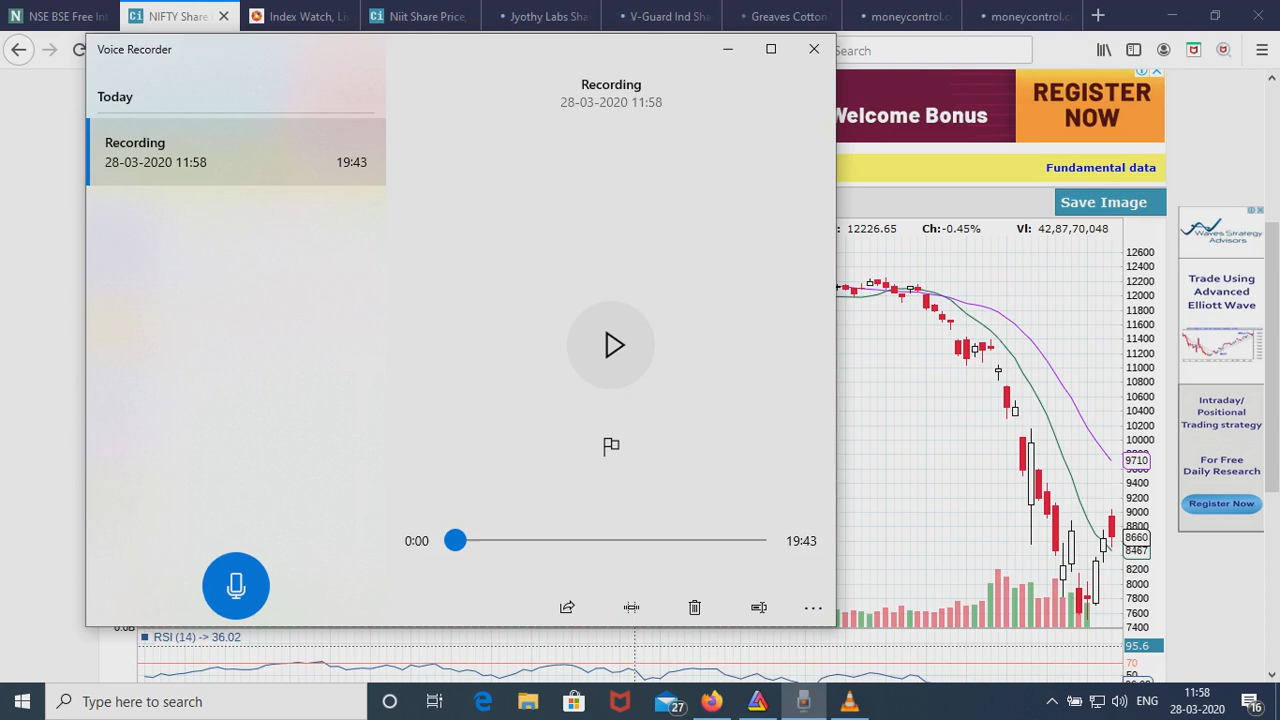 NSE BSE Free Int
NIFTY Share
Index Watch, Li
Niit Share Price,
Jyothy Labs Sha
V-Guard Ind Sh
Greaves Cotton
moneycontrol.c
moneycontrol.c
Voice Recorder
Search
Today
Recording
28-03-2020 11:58
19:43
Recording
28-03-2020 11:58
0:00
19:43
Welcome Bonus
REGISTER
NOW
Fundamental data
Save Image
: 12226.65 Ch:-0.45% Vl: 42,87,70,048
12600
12400
12200
12000
11800
11600
11400
11200
11000
10800
10600
10400
10200
10000
9710
9400
9200
9000
8800
8660
8467
8200
8000
7800
7600
7400
0.0B
RSI (14) -> 36.02
95.6
70
50
Waves Strategy
Advisors
Trade Using
Advanced
Elliott Wave
Intraday/
Positional
Trading strategy
For Free
Daily Research
Register Now
Type here to search
27
ENG
11:58
28-03-2020
16